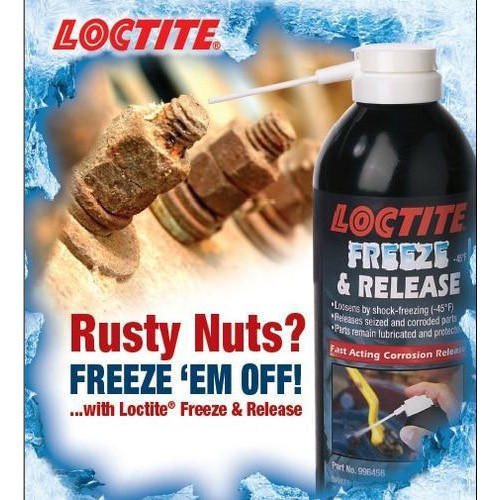 LOCTITE®
LOCTITE
FREEZE -45°F
& RELEASE
•Loosens by shock-freezing (-45°F)
•Releases seized and corroded parts
•Parts remain lubricated and protected
Fast Acting Corrosion Release
Part No. 996456
Rusty Nuts?
FREEZE ‘EM OFF!
...with Loctite® Freeze & Release